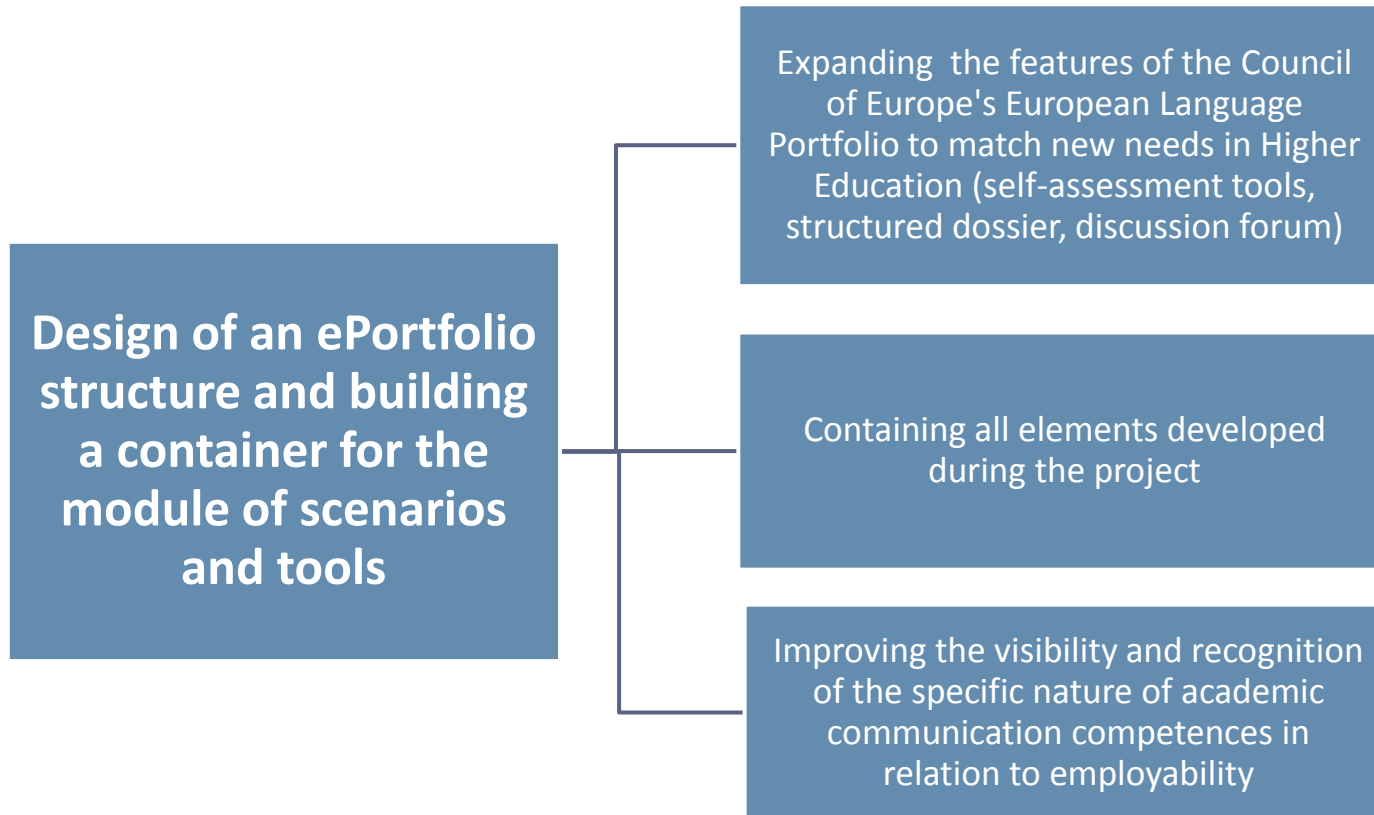 Design of an ePortfolio
structure and building
a container for the
module of scenarios
and tools
Expanding  the features of the Council
of Europe's European Language
Portfolio to match new needs in Higher
Education (self-assessment tools,
structured dossier, discussion forum)
Containing all elements developed
during the project
Improving the visibility and recognition
of the specific nature of academic
communication competences in
relation to employability